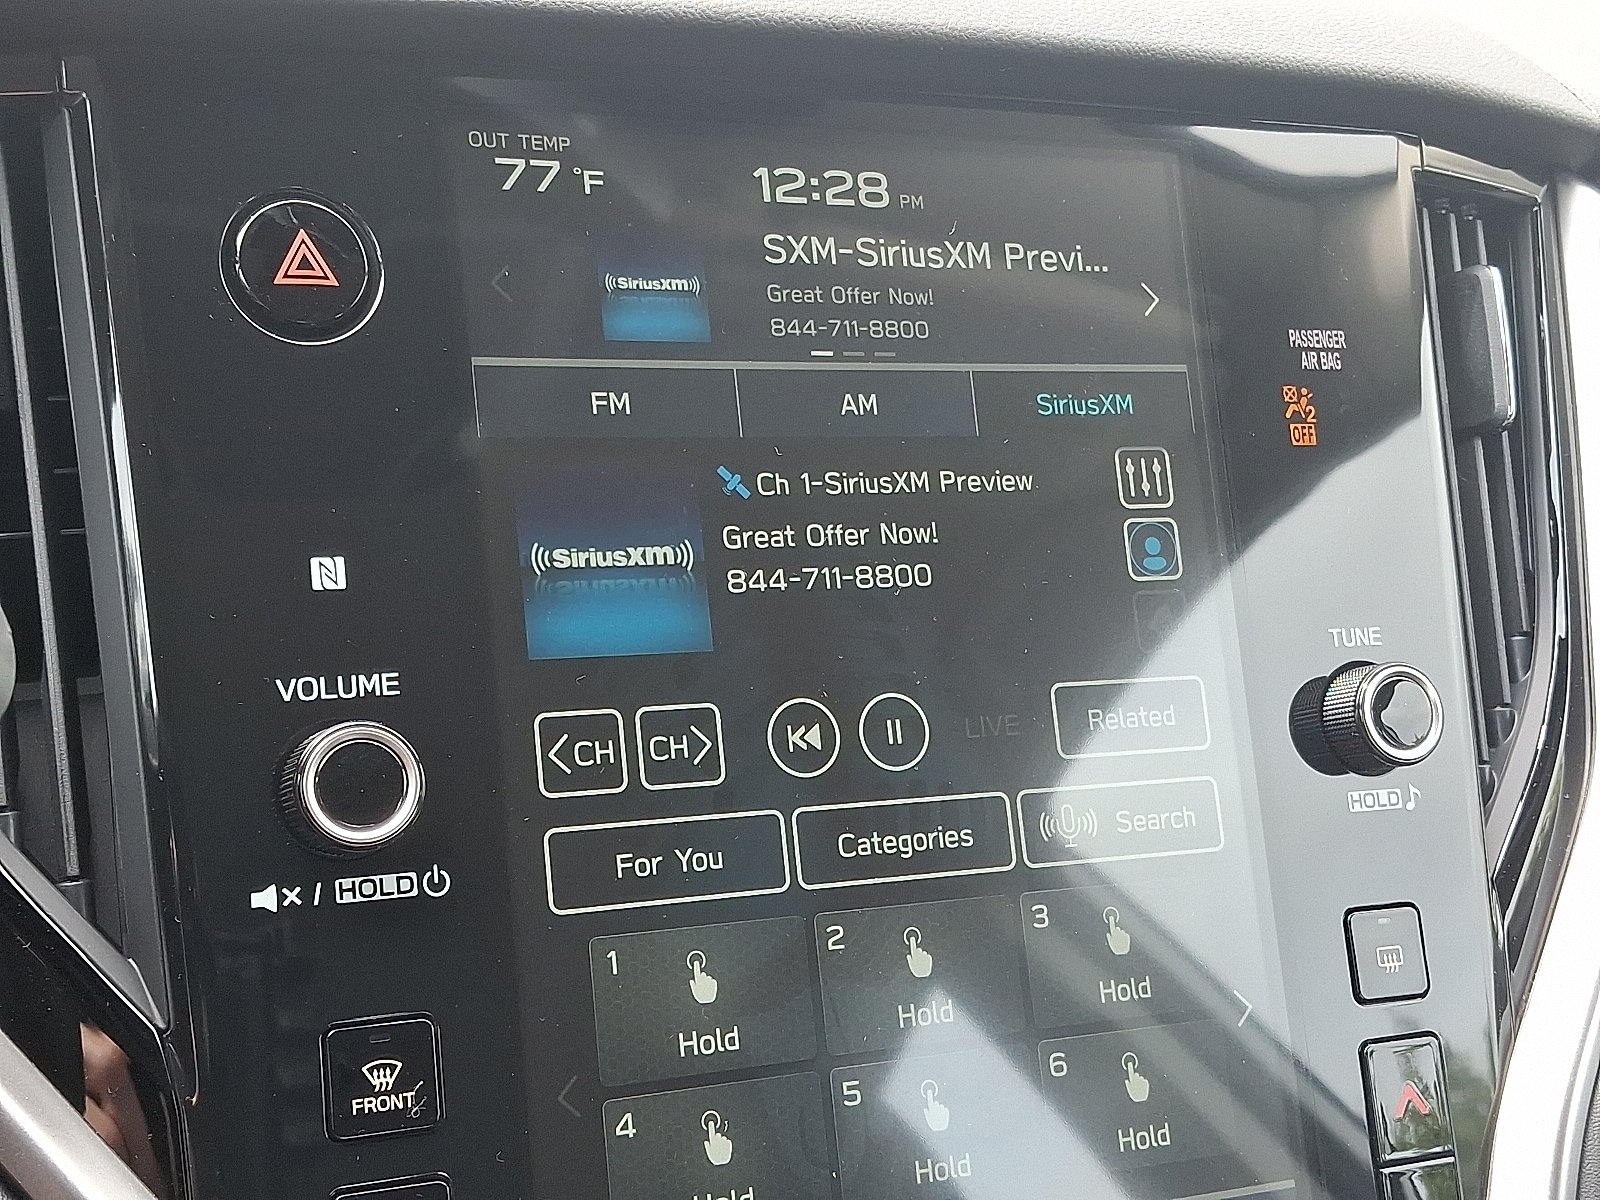 OUT TEMP
77 °F
12:28 PM
SXM-SiriusXM Previ...
((SiriusXM))
Great Offer Now!
844-711-8800
PASSENGER
AIR BAG
2
OFF
FM
AM
SiriusXM
Ch 1-SiriusXM Preview
((SiriusXM))
Great Offer Now!
844-711-8800
N
VOLUME
TUNE
<CH
CH>
LIVE
Related
HOLD
For You
Categories
Search
/ HOLD
1
Hold
2
Hold
3
Hold
FRONT
4
Hold
5
Hold
6
Hold